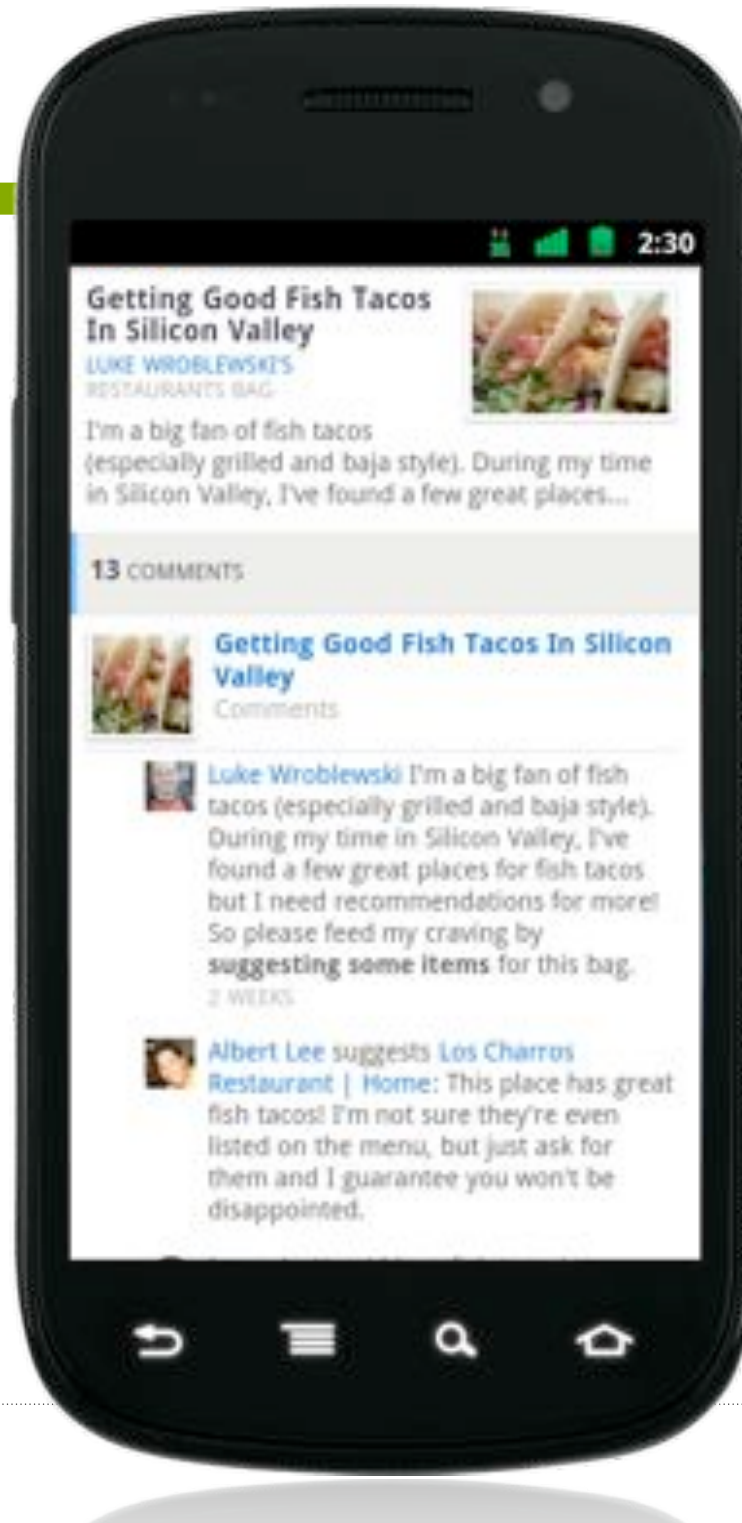 2:30
Getting Good Fish Tacos
In Silicon Valley
LUKE WROBLEWSKI'S
RESTAURANTS BAG
I'm a big fan of fish tacos
(especially grilled and baja style). During my time
in Silicon Valley, I've found a few great places...
13 COMMENTS
Getting Good Fish Tacos In Silicon
Valley
Comments
Luke Wroblewski I'm a big fan of fish
tacos (especially grilled and baja style).
During my time in Silicon Valley, I've
found a few great places for fish tacos
but I need recommendations for more!
So please feed my craving by
suggesting some items for this bag.
2 WEEKS
Albert Lee suggests Los Charros
Restaurant | Home: This place has great
fish tacos! I'm not sure they're even
listed on the menu, but just ask for
them and I guarantee you won't be
disappointed.